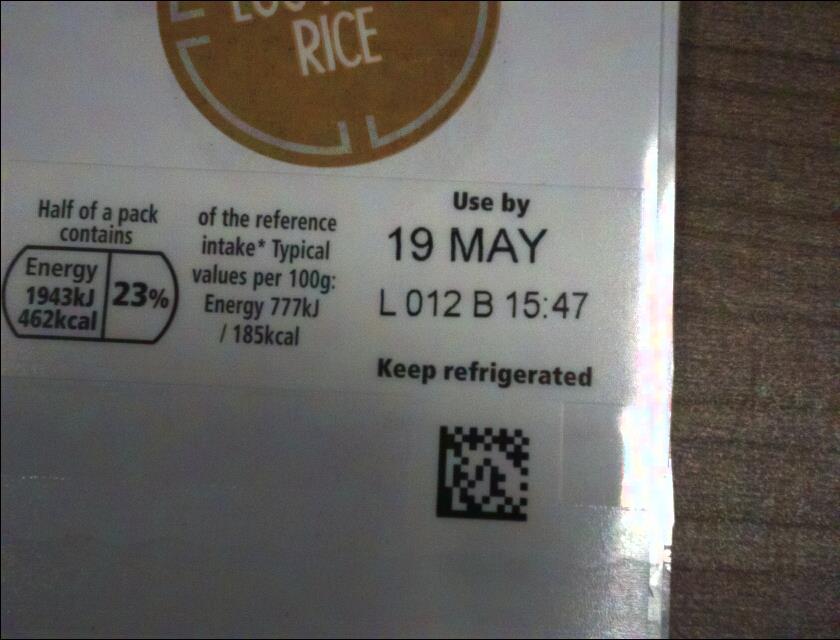 RICE
Half of a pack
contains
Energy
1943kJ
462kcal
23%
of the reference
intake* Typical
values per 100g:
Energy 777kJ
/ 185kcal
Use by
19 MAY
L 012 B 15:47
Keep refrigerated